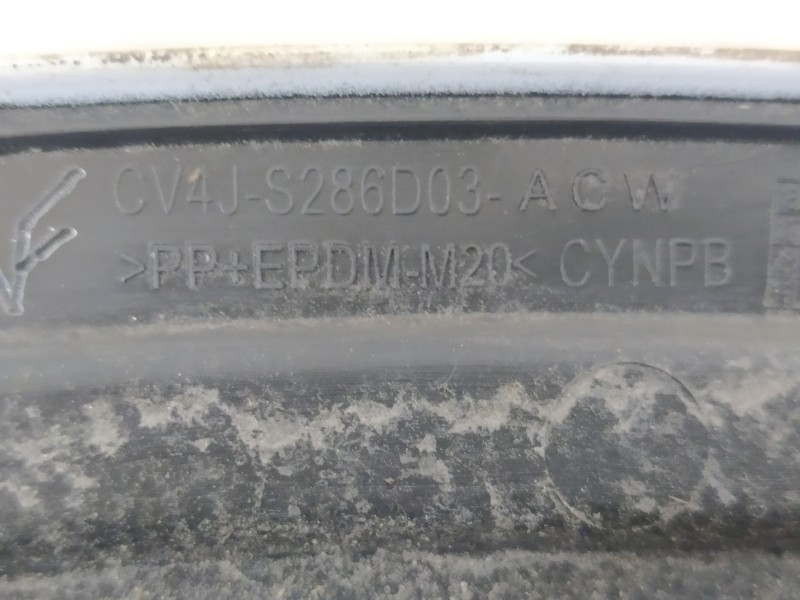 CV4J-S286D03-ACW
>PP+EPDM-M20< CYNPB